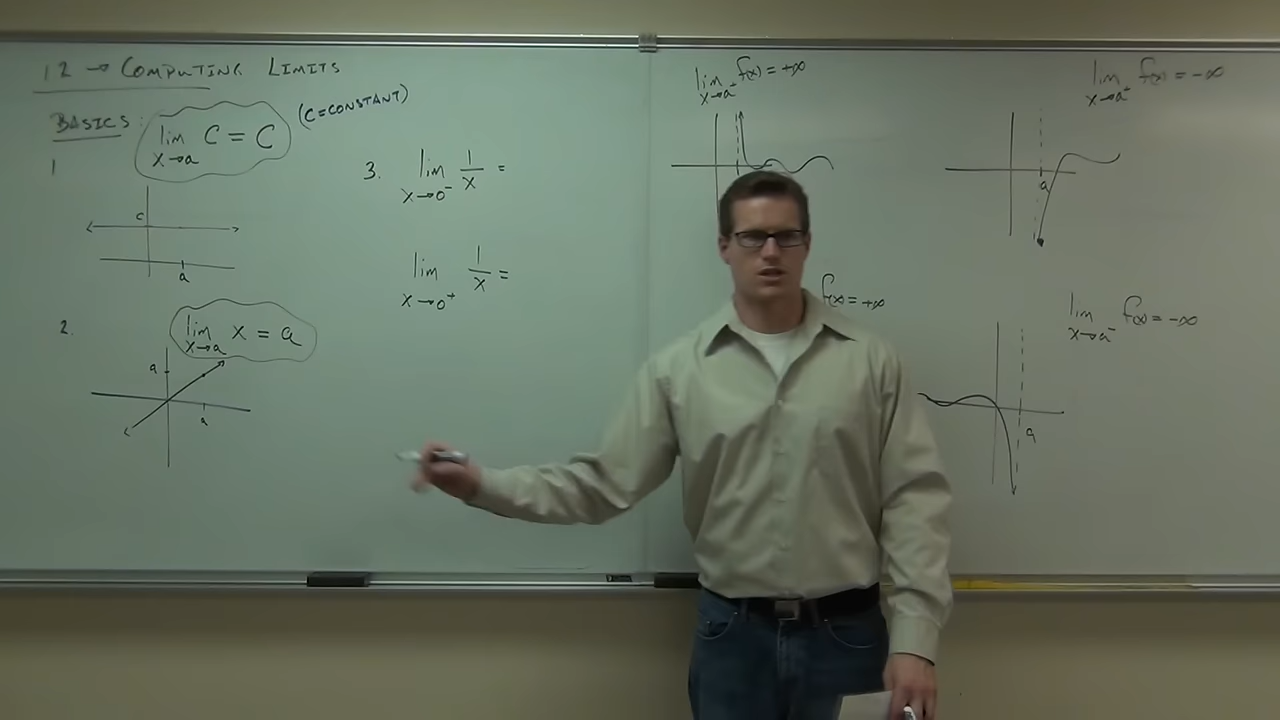 1.2 → COMPUTING LIMITS
BASICS:
1
lim x→a C = C
(C=CONSTANT)
C
a
2.
lim x→a x = a
a
a
3. lim x→0⁻ 1/x =
lim x→0⁺ 1/x =
lim x→a⁺ f(x) = +∞
lim x→a⁺ f(x) = -∞
a
f(x) = +∞
lim x→a⁻ f(x) = -∞
a